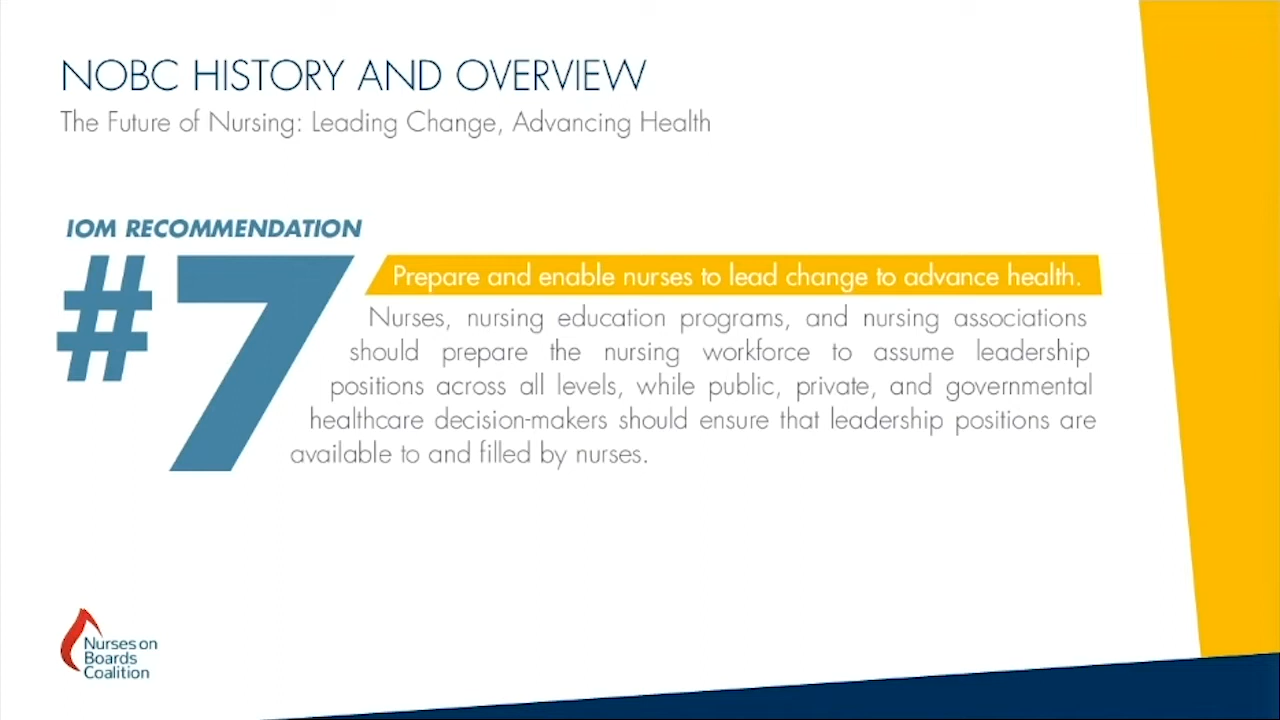 NOBC HISTORY AND OVERVIEW
The Future of Nursing: Leading Change, Advancing Health
IOM RECOMMENDATION
#7
Prepare and enable nurses to lead change to advance health.
Nurses, nursing education programs, and nursing associations
should prepare the nursing workforce to assume leadership
positions across all levels, while public, private, and governmental
healthcare decision-makers should ensure that leadership positions are
available to and filled by nurses.
Nurses on
Boards
Coalition